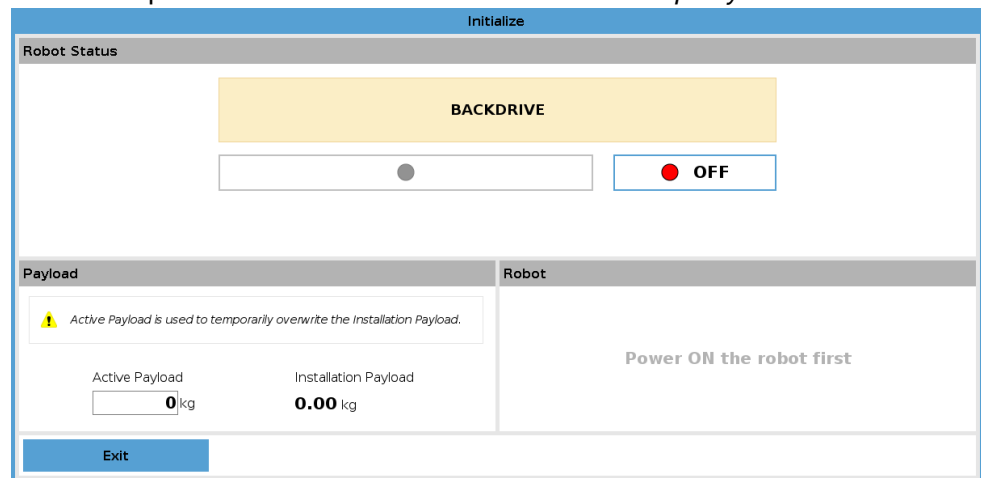 Initialize
Robot Status
BACKDRIVE
OFF
Payload
Robot
Active Payload is used to temporarily overwrite the Installation Payload.
Power ON the robot first
Active Payload
Installation Payload
0 kg
0.00 kg
Exit